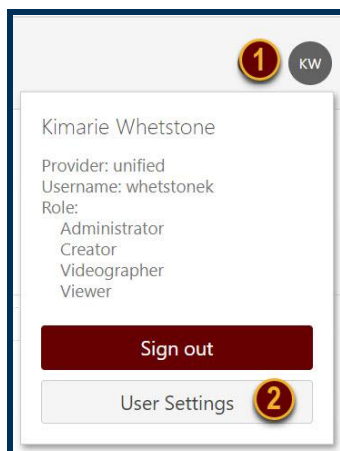 1 KW
Kimarie Whetstone
Provider: unified
Username: whetstonek
Role:
Administrator
Creator
Videographer
Viewer
Sign out
User Settings 2